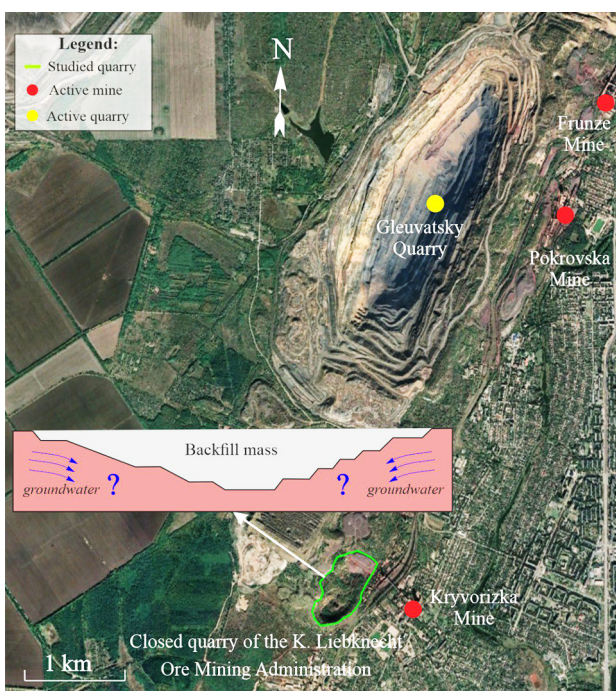 Legend:
Studied quarry
Active mine
Active quarry
N
Frunze
Mine
Gleuvatsky
Quarry
Pokrovska
Mine
Backfill mass
groundwater
?
?
groundwater
Kryvorizka
Mine
Closed quarry of the K. Liebknecht
Ore Mining Administration
1 km